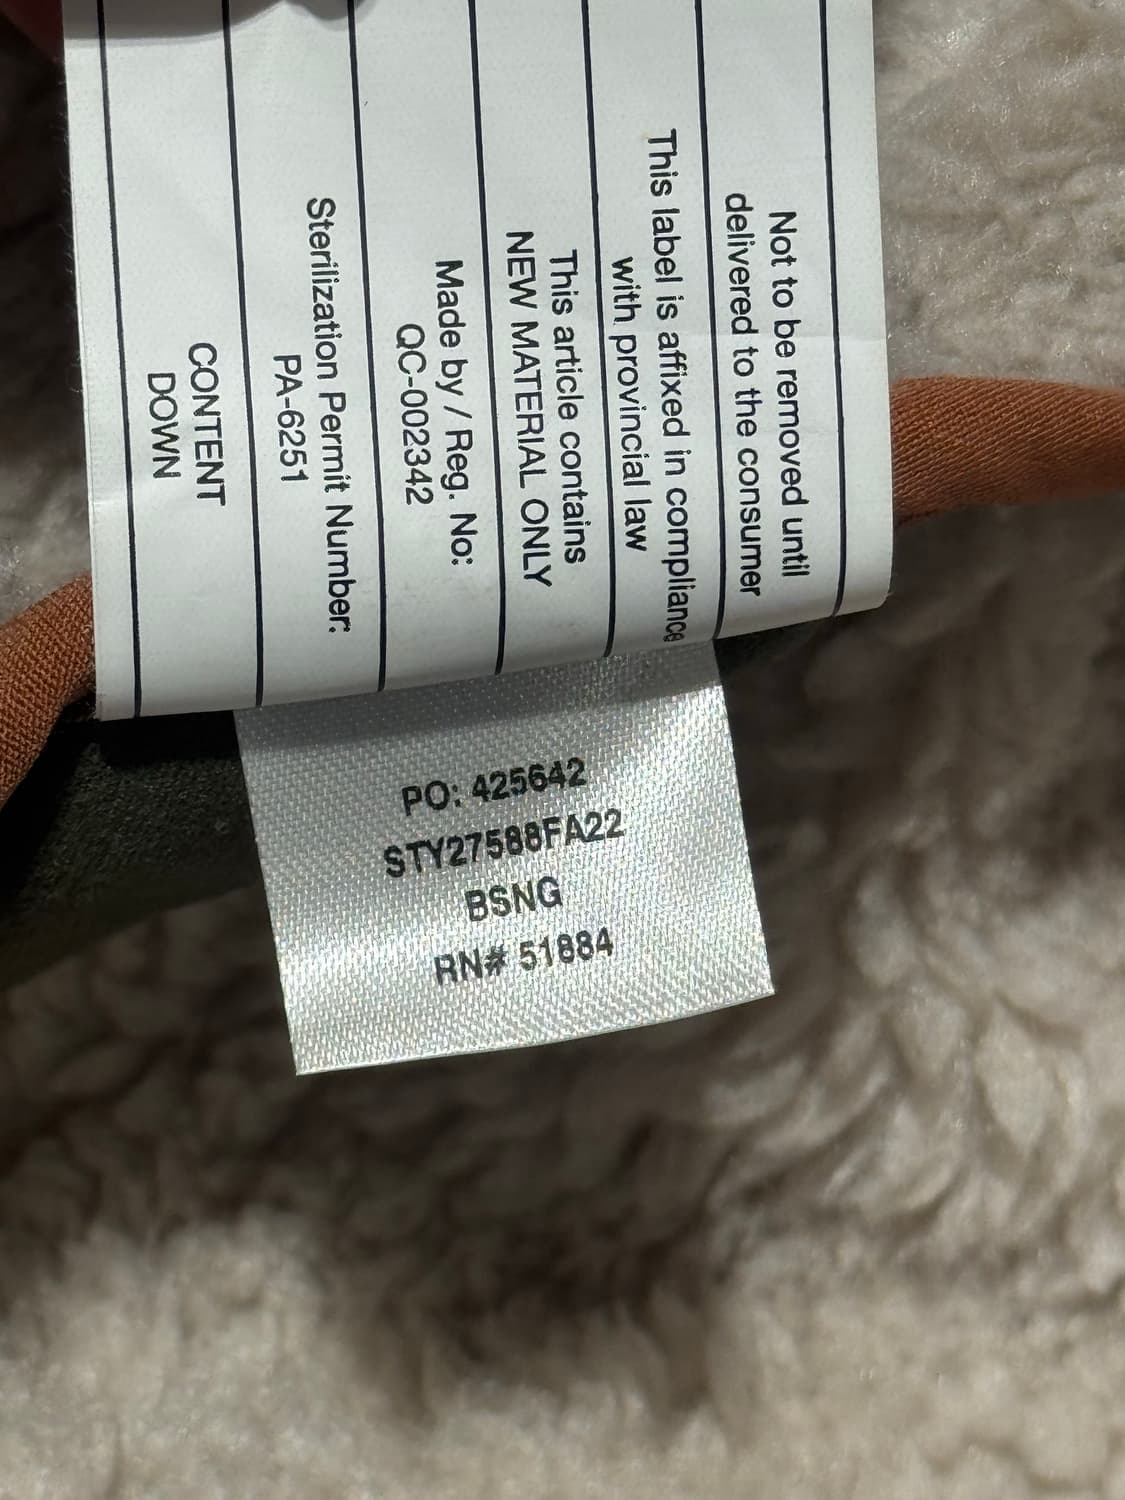 Not to be removed until
delivered to the consumer
This label is affixed in compliance
with provincial law
This article contains
NEW MATERIAL ONLY
Made by / Reg. No:
QC-002342
Sterilization Permit Number:
PA-6251
CONTENT
DOWN
PO: 425642
STY27588FA22
BSNG
RN# 51884